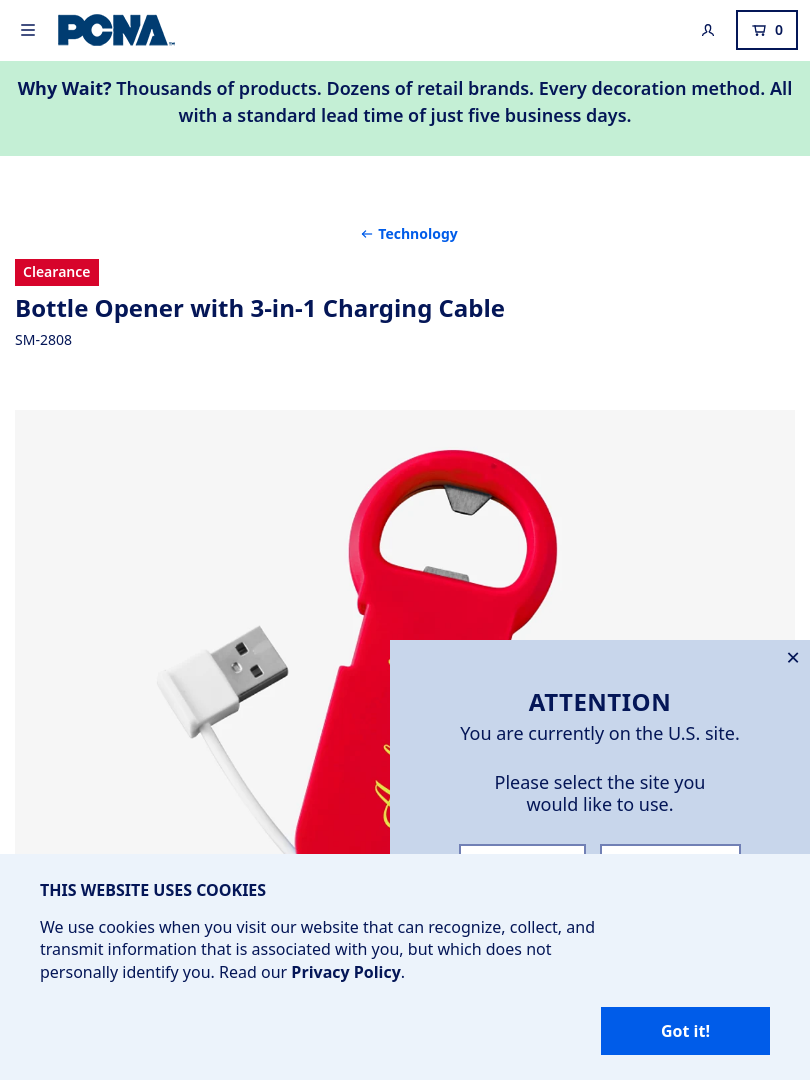 PCNA
0
Why Wait? Thousands of products. Dozens of retail brands. Every decoration method. All
with a standard lead time of just five business days.
← Technology
Clearance
Bottle Opener with 3-in-1 Charging Cable
SM-2808
ATTENTION
You are currently on the U.S. site.
Please select the site you
would like to use.
THIS WEBSITE USES COOKIES
We use cookies when you visit our website that can recognize, collect, and
transmit information that is associated with you, but which does not
personally identify you. Read our Privacy Policy.
Got it!